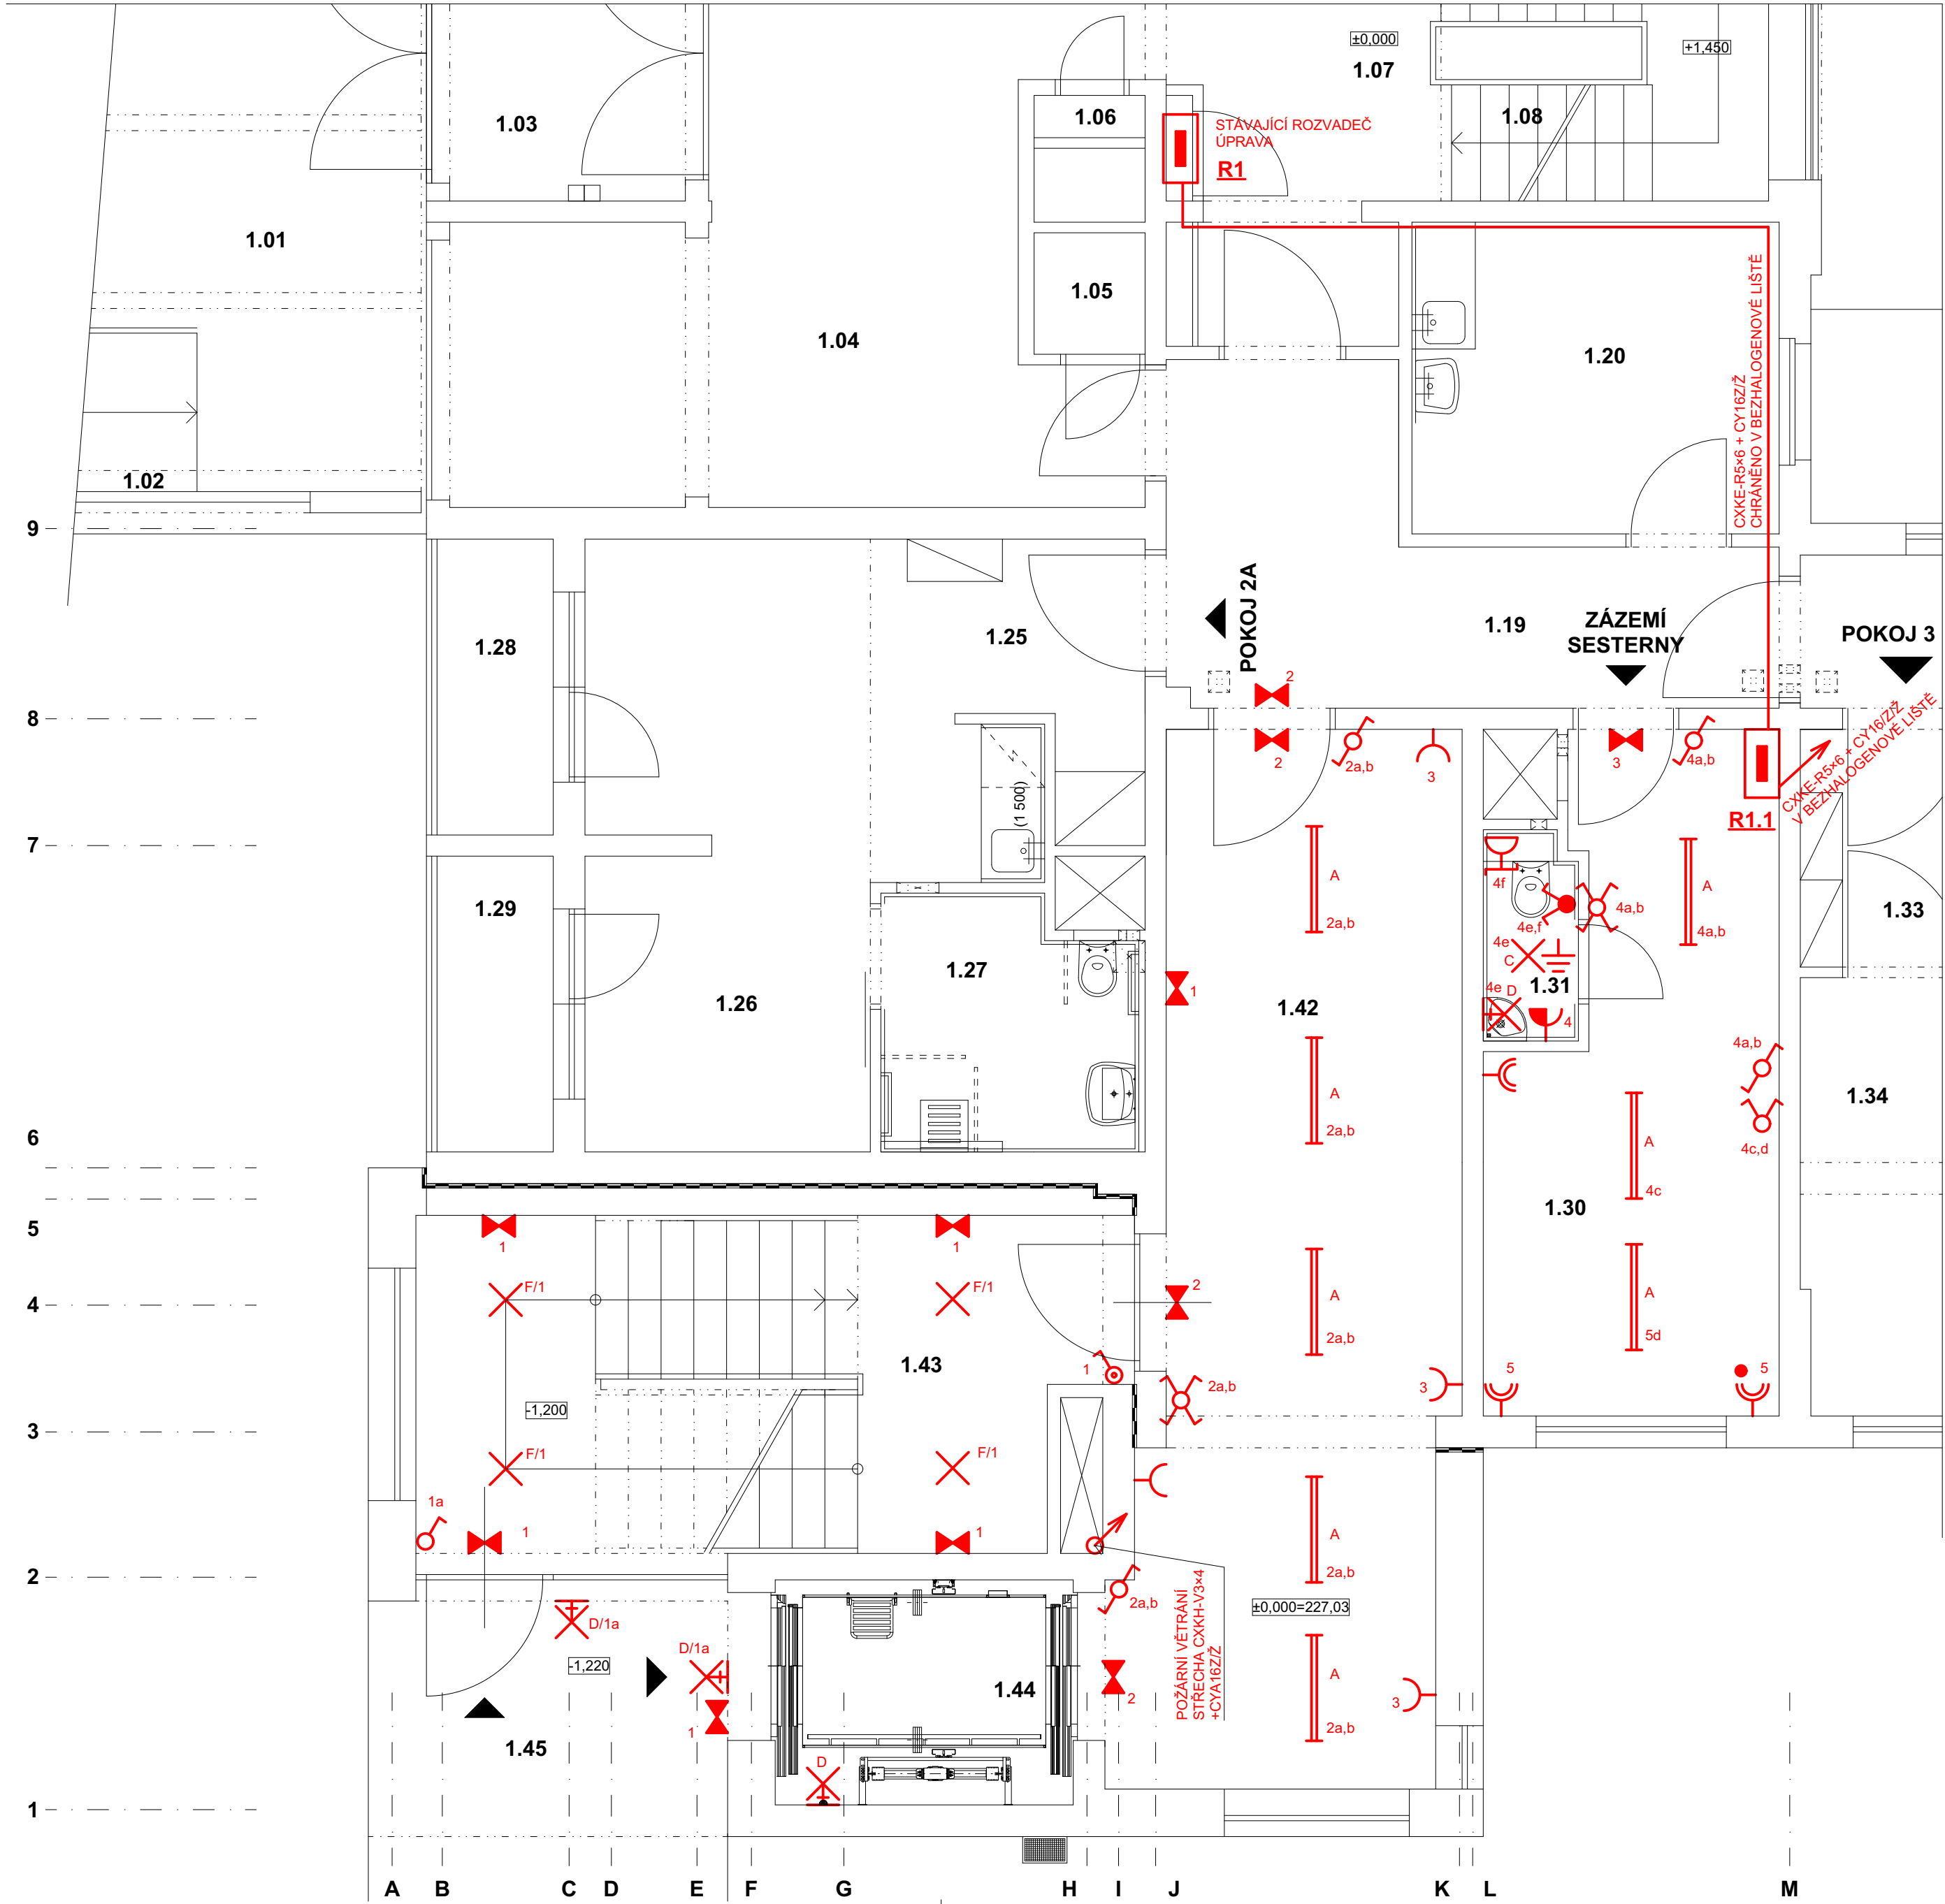 ±0,000
+1,450
1.07
1.03
1.06
1.08
STÁVAJÍCÍ ROZVADEČ
ÚPRAVA
R1
1.01
1.05
1.04
1.20
CXKE-R5×6 + CY16Z/Ž
CHRÁNĚNO V BEZHALOGENOVÉ LIŠTĚ
1.02
9
1.28
1.25
POKOJ 2A
1.19
ZÁZEMÍ
SESTERNY
POKOJ 3
2
8
2
2a,b
3
3
4a,b
CXKE-R5×6 + CY16/Z/Ž
V BEZHALOGENOVÉ LIŠTĚ
(1 500)
R1.1
7
A
2a,b
4f
A
4a,b
4a,b
4e,f
1.29
1.33
4e
C
1.27
1.31
1
4e
D
4
1.26
1.42
4a,b
A
2a,b
1.34
6
A
4c
4c,d
5
1
1
1.30
F/1
F/1
2
4
A
2a,b
A
5d
1.43
1
2a,b
3
5
5
-1,200
3
F/1
F/1
1a
1
1
A
2a,b
2
2a,b
D/1a
±0,000=227,03
POŽÁRNÍ VĚTRÁNÍ
STŘECHA CXKH-V3×4
+CYA16Z/Ž
D/1a
-1,220
1.44
2
A
2a,b
3
1
1.45
D
1
A
B
C
D
E
F
G
H
I
J
K
L
M